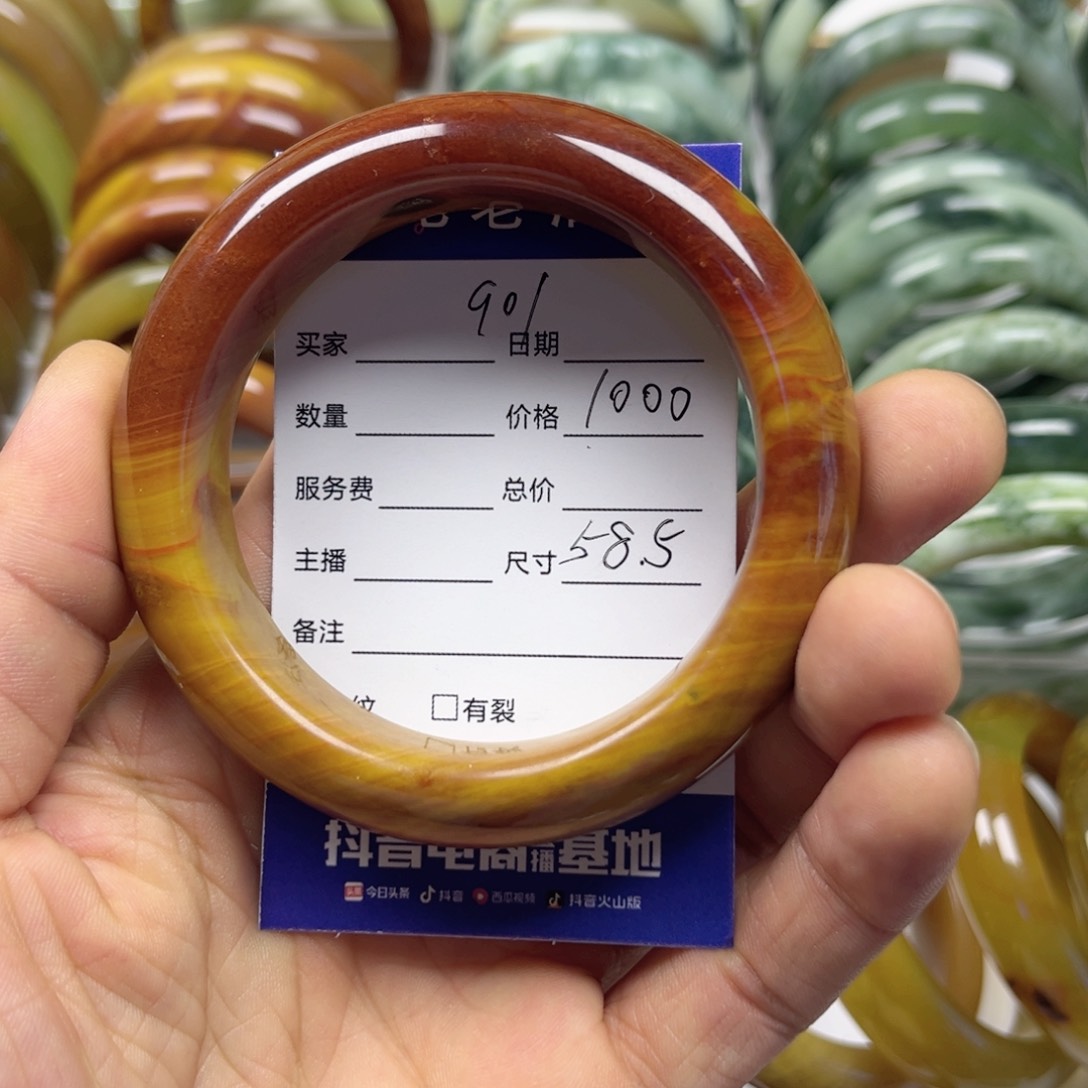 901
买家 日期
数量 价格 1000
服务费 总价
主播 尺寸 58.5
备注
纹 □有裂
抖音电商直播基地
今日头条 抖音 西瓜视频 抖音火山版